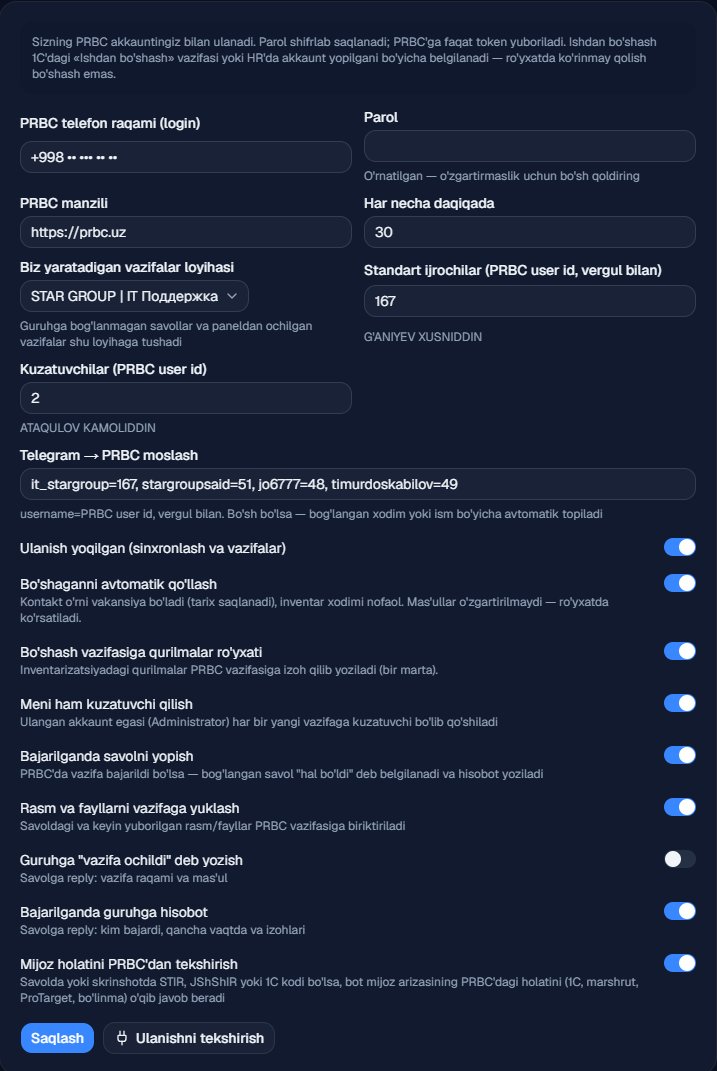 Sizning PRBC akkauntingiz bilan ulanadi. Parol shifrlab saqlanadi; PRBC'ga faqat token yuboriladi. Ishdan bo'shash
1C'dagi «Ishdan bo'shash» vazifasi yoki HR'da akkaunt yopilgani bo'yicha belgilanadi — ro'yxatda ko'rinmay qolish
bo'shash emas.
PRBC telefon raqami (login)
+998 •• ••• •• ••
Parol
O'rnatilgan — o'zgartirmaslik uchun bo'sh qoldiring
PRBC manzili
https://prbc.uz
Har necha daqiqada
30
Biz yaratadigan vazifalar loyihasi
STAR GROUP | IT Поддержка
Guruhga bog'lanmagan savollar va paneldan ochilgan
vazifalar shu loyihaga tushadi
Standart ijrochilar (PRBC user id, vergul bilan)
167
G'ANIYEV XUSNIDDIN
Kuzatuvchilar (PRBC user id)
2
ATAQULOV KAMOLIDDIN
Telegram → PRBC moslash
it_stargroup=167, stargroupsaid=51, jo6777=48, timurdoskabilov=49
username=PRBC user id, vergul bilan. Bo'sh bo'lsa — bog'langan xodim yoki ism bo'yicha avtomatik topiladi
Ulanish yoqilgan (sinxronlash va vazifalar)
Bo'shaganni avtomatik qo'llash
Kontakt o'rni vakansiya bo'ladi (tarix saqlanadi), inventar xodimi nofaol. Mas'ullar o'zgartirilmaydi — ro'yxatda
ko'rsatiladi.
Bo'shash vazifasiga qurilmalar ro'yxati
Inventarizatsiyadagi qurilmalar PRBC vazifasiga izoh qilib yoziladi (bir marta).
Meni ham kuzatuvchi qilish
Ulangan akkaunt egasi (Administrator) har bir yangi vazifaga kuzatuvchi bo'lib qo'shiladi
Bajarilganda savolni yopish
PRBC'da vazifa bajarildi bo'lsa — bog'langan savol "hal bo'ldi" deb belgilanadi va hisobot yoziladi
Rasm va fayllarni vazifaga yuklash
Savoldagi va keyin yuborilgan rasm/fayllar PRBC vazifasiga biriktiriladi
Guruhga "vazifa ochildi" deb yozish
Savolga reply: vazifa raqami va mas'ul
Bajarilganda guruhga hisobot
Savolga reply: kim bajardi, qancha vaqtda va izohlari
Mijoz holatini PRBC'dan tekshirish
Savolda yoki skrinshotda STIR, JShShIR yoki 1C kodi bo'lsa, bot mijoz arizasining PRBC'dagi holatini (1C, marshrut,
ProTarget, bo'linma) o'qib javob beradi
Saqlash
Ulanishni tekshirish